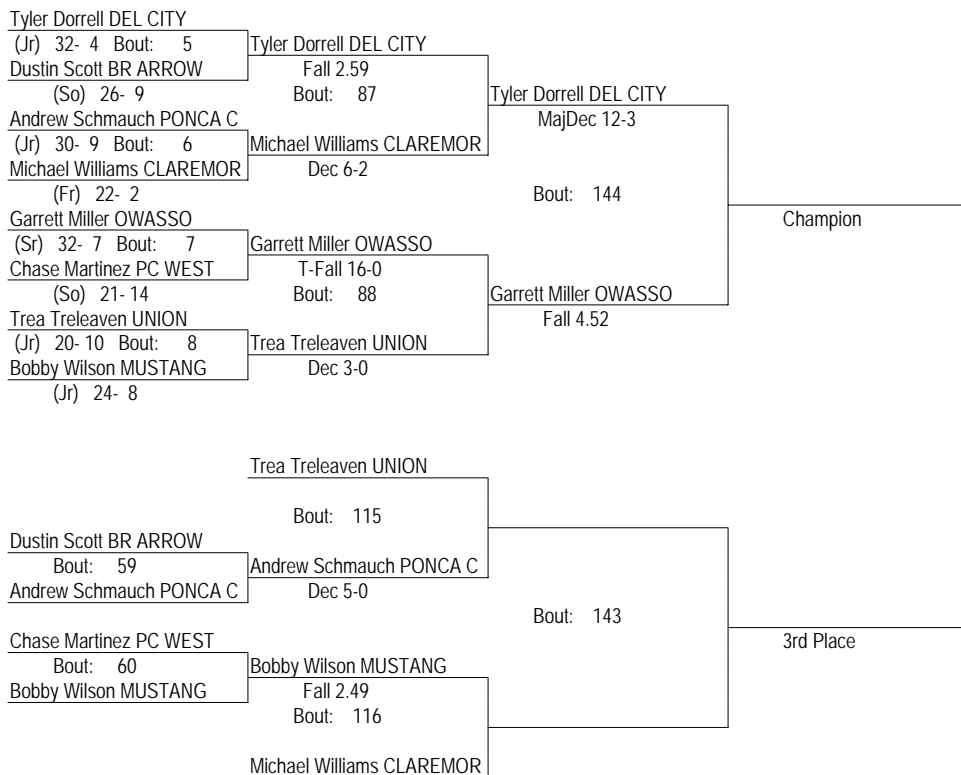 Tyler Dorrell DEL CITY
(Jr) 32- 4 Bout: 5
Tyler Dorrell DEL CITY
Dustin Scott BR ARROW
Fall 2.59
(So) 26- 9
Bout: 87
Tyler Dorrell DEL CITY
Andrew Schmauch PONCA C
MajDec 12-3
(Jr) 30- 9 Bout: 6
Michael Williams CLAREMOR
Michael Williams CLAREMOR
Dec 6-2
(Fr) 22- 2
Bout: 144
Garrett Miller OWASSO
Champion
(Sr) 32- 7 Bout: 7
Garrett Miller OWASSO
Chase Martinez PC WEST
T-Fall 16-0
(So) 21- 14
Bout: 88
Garrett Miller OWASSO
Trea Treleaven UNION
Fall 4.52
(Jr) 20- 10 Bout: 8
Trea Treleaven UNION
Bobby Wilson MUSTANG
Dec 3-0
(Jr) 24- 8
Trea Treleaven UNION
Bout: 115
Dustin Scott BR ARROW
Bout: 59
Andrew Schmauch PONCA C
Andrew Schmauch PONCA C
Dec 5-0
Bout: 143
Chase Martinez PC WEST
3rd Place
Bout: 60
Bobby Wilson MUSTANG
Bobby Wilson MUSTANG
Fall 2.49
Bout: 116
Michael Williams CLAREMOR